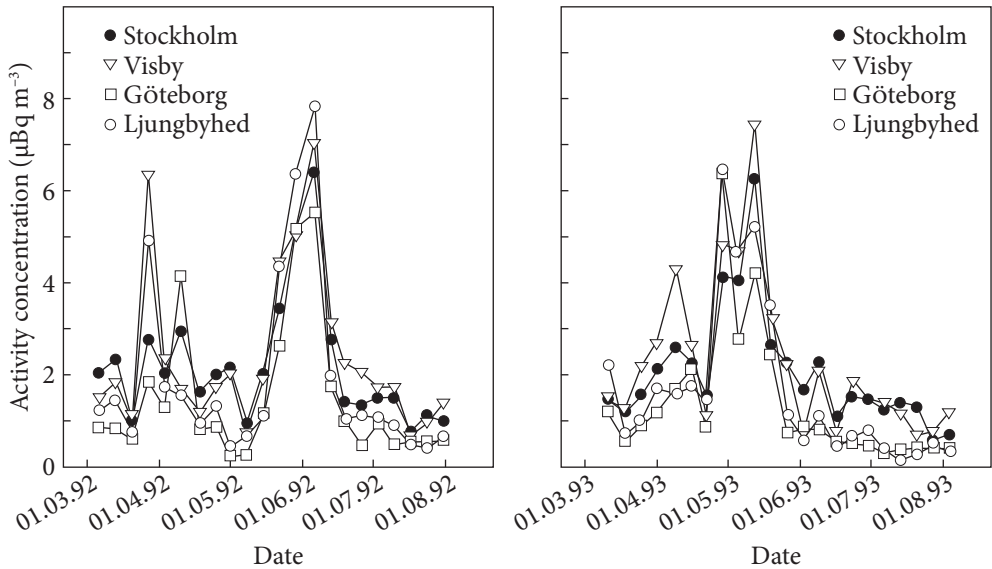 Stockholm
Visby
Göteborg
Ljungbyhed
8
6
4
2
0
Activity concentration (μBq m⁻³)
01.03.92
01.04.92
01.05.92
01.06.92
01.07.92
01.08.92
Date
Stockholm
Visby
Göteborg
Ljungbyhed
01.03.93
01.04.93
01.05.93
01.06.93
01.07.93
01.08.93
Date